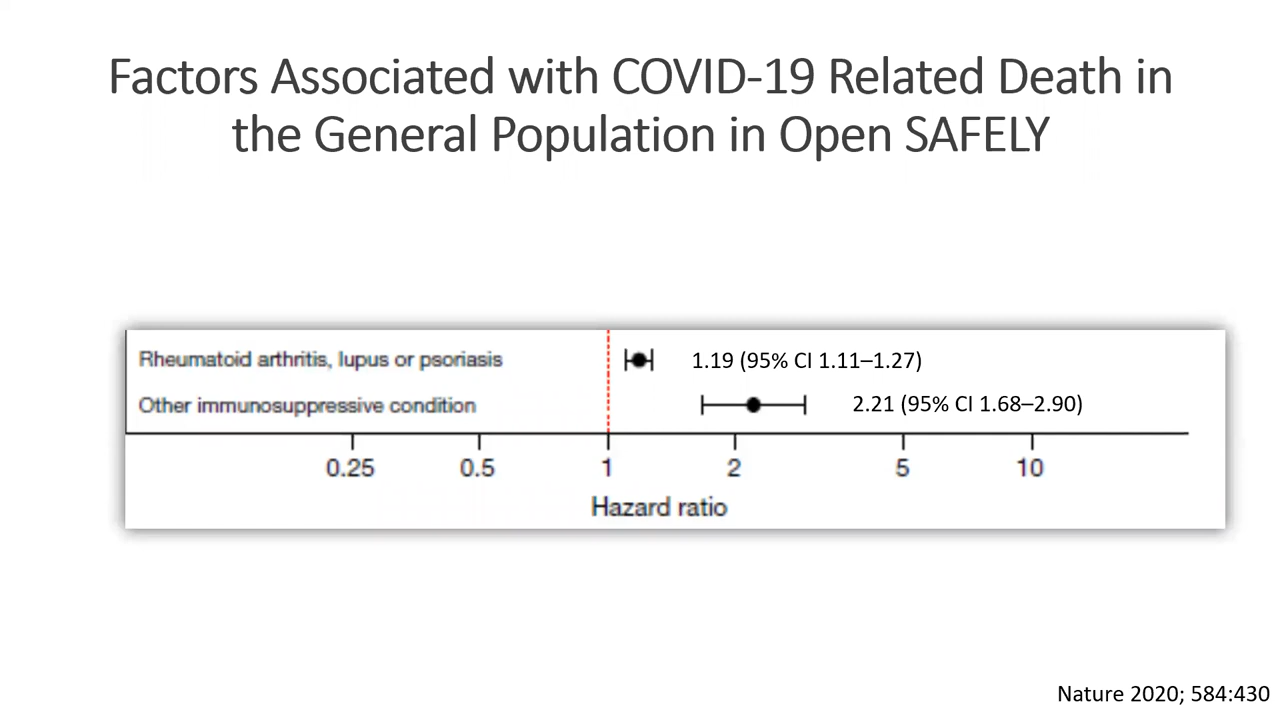 Factors Associated with COVID-19 Related Death in
the General Population in Open SAFELY
Rheumatoid arthritis, lupus or psoriasis 1.19 (95% CI 1.11–1.27)
Other immunosuppressive condition 2.21 (95% CI 1.68–2.90)
0.25 0.5 1 2 5 10
Hazard ratio
Nature 2020; 584:430